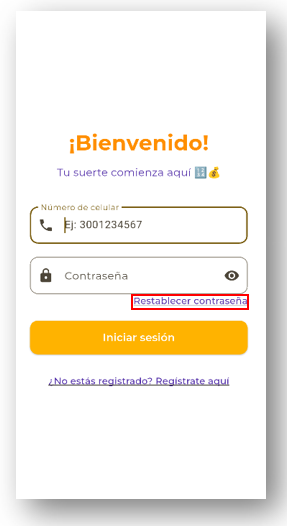 ¡Bienvenido!
Tu suerte comienza aquí 🔢💰
Número de celular
Ej: 3001234567
Contraseña
Restablecer contraseña
Iniciar sesión
¿No estás registrado? Regístrate aquí